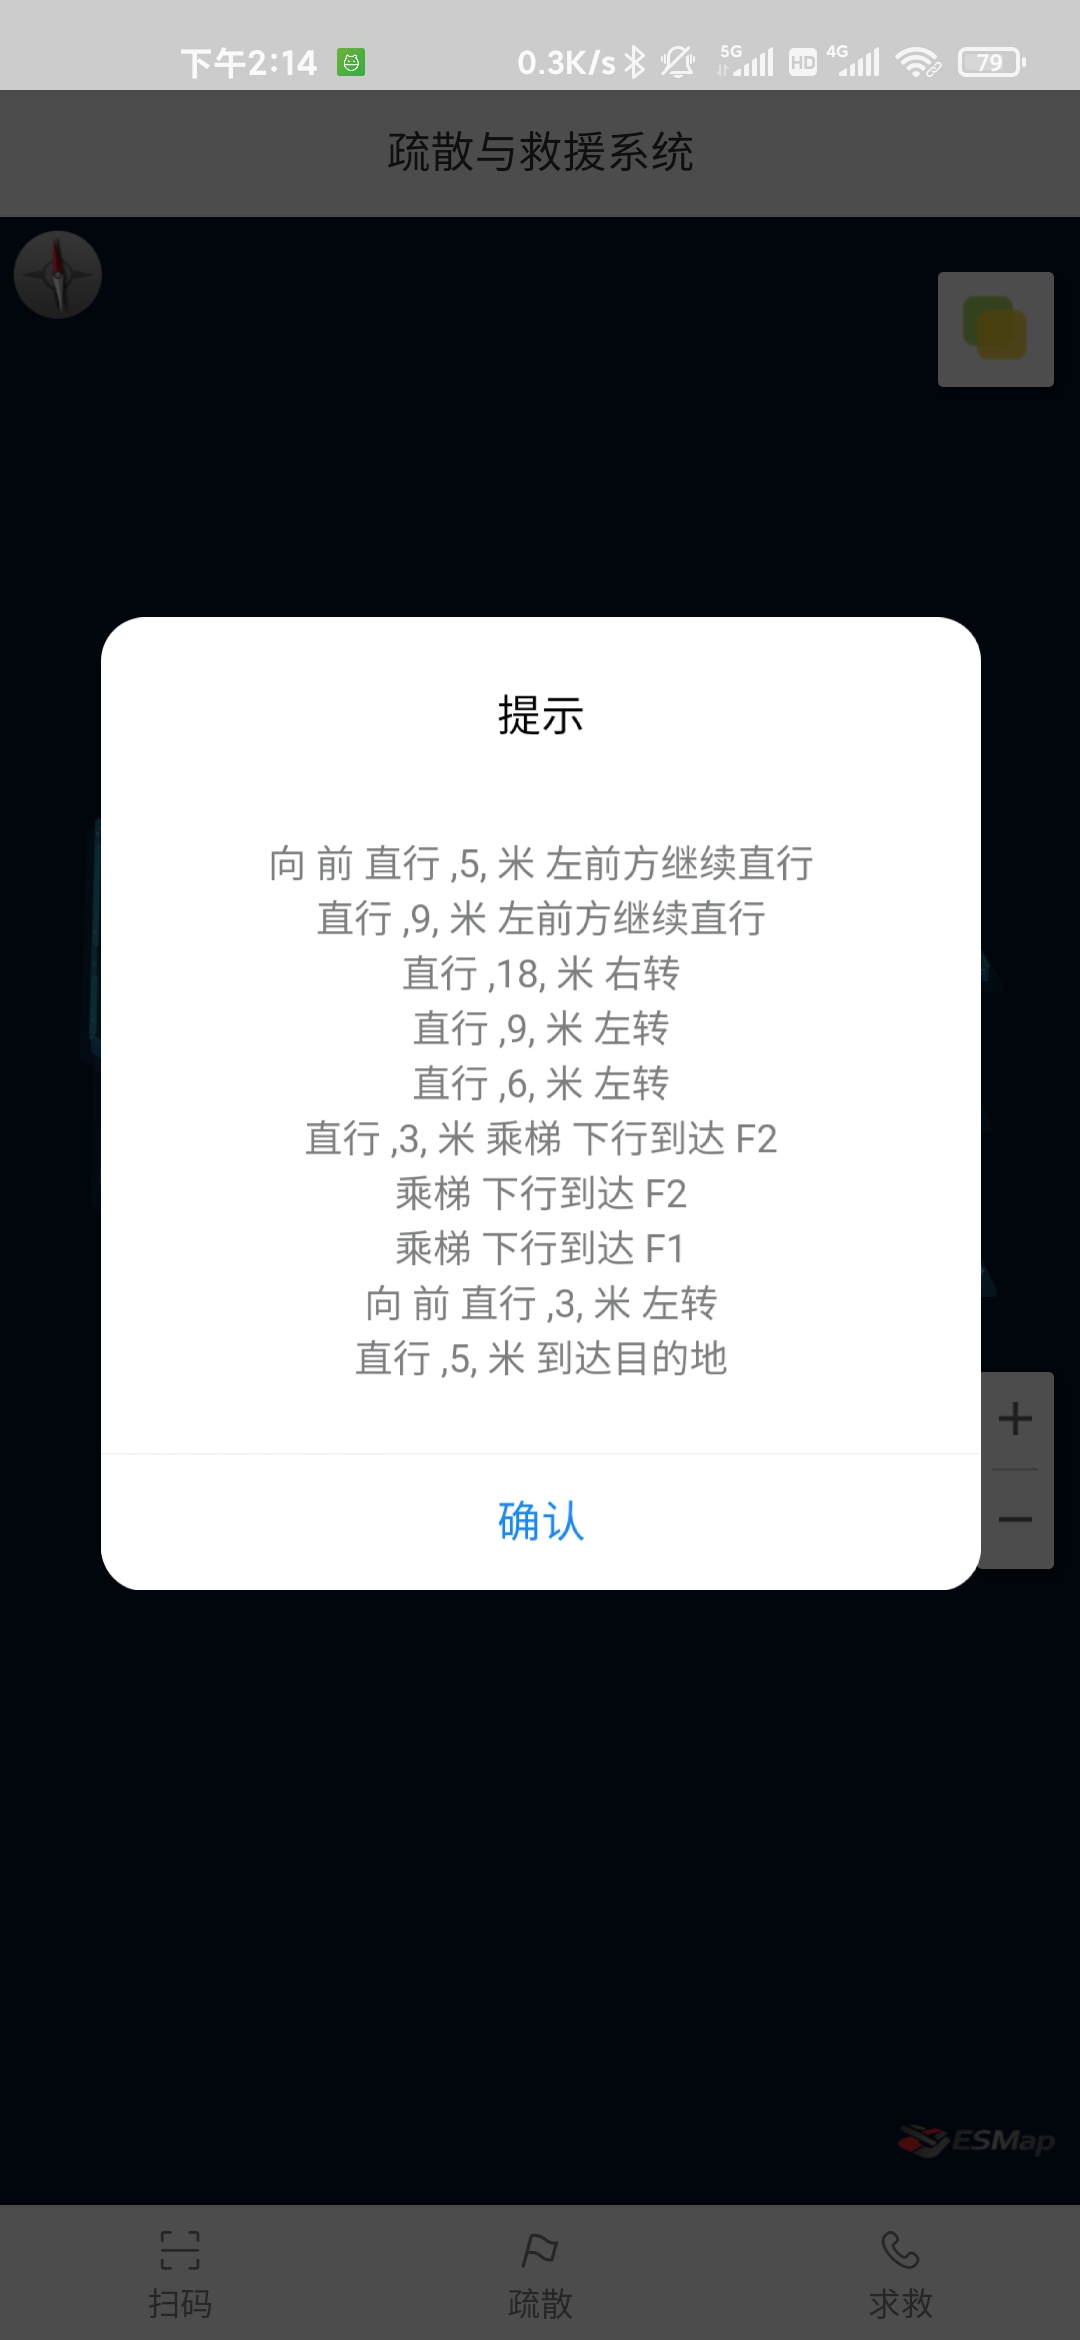 下午2:14
0.3K/s 5G HD 4G 79
疏散与救援系统
提示
向 前 直行 ,5, 米 左前方继续直行
直行 ,9, 米 左前方继续直行
直行 ,18, 米 右转
直行 ,9, 米 左转
直行 ,6, 米 左转
直行 ,3, 米 乘梯 下行到达 F2
乘梯 下行到达 F2
乘梯 下行到达 F1
向 前 直行 ,3, 米 左转
直行 ,5, 米 到达目的地
确认
ESMap
扫码
疏散
求救